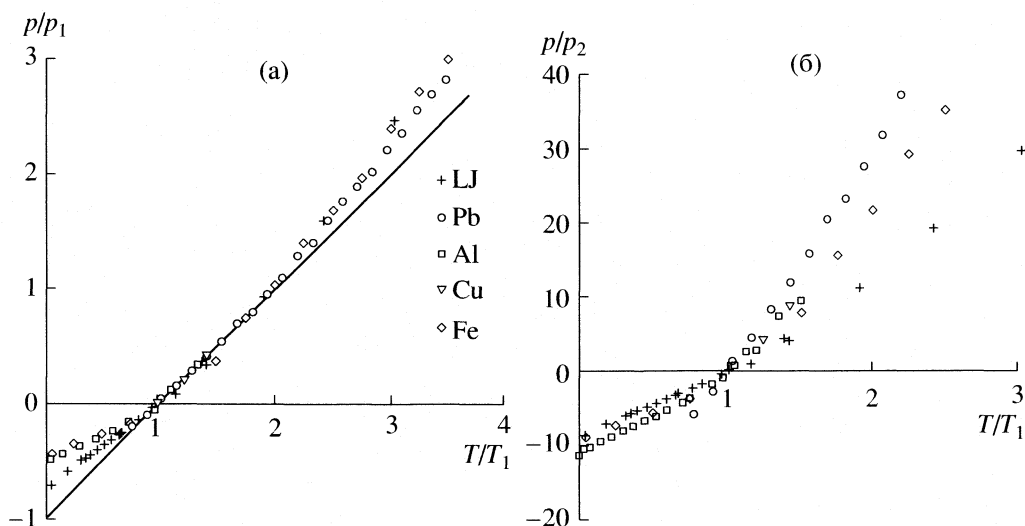 p/p₁
3
2
1
0
−1
(а)
+ LJ
○ Pb
□ Al
▽ Cu
◇ Fe
1
2
3
4
T/T₁
p/p₂
40
30
20
10
0
−10
−20
(б)
1
2
3
T/T₁